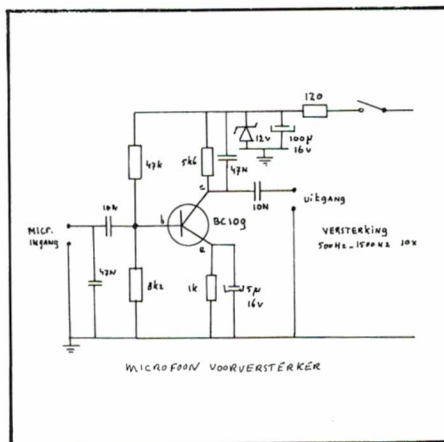 120
47k
5k6
47N
12v
100µ
16v
c
10N
uitgang
10N
BC109
b
MICR.
INGANG
VERSTERKING
500Hz - 1500Hz 10x
e
47N
8k2
1k
5µ
16v
MICROFOON VOORVERSTERKER